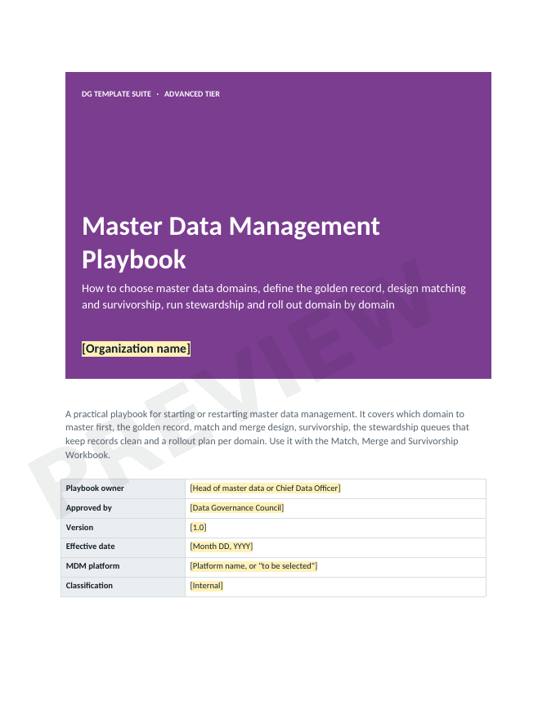 DG TEMPLATE SUITE · ADVANCED TIER
Master Data Management
Playbook
How to choose master data domains, define the golden record, design matching
and survivorship, run stewardship and roll out domain by domain
[Organization name]
PREVIEW
A practical playbook for starting or restarting master data management. It covers which domain to
master first, the golden record, match and merge design, survivorship, the stewardship queues that
keep records clean and a rollout plan per domain. Use it with the Match, Merge and Survivorship
Workbook.
Playbook owner [Head of master data or Chief Data Officer]
Approved by [Data Governance Council]
Version [1.0]
Effective date [Month DD, YYYY]
MDM platform [Platform name, or "to be selected"]
Classification [Internal]